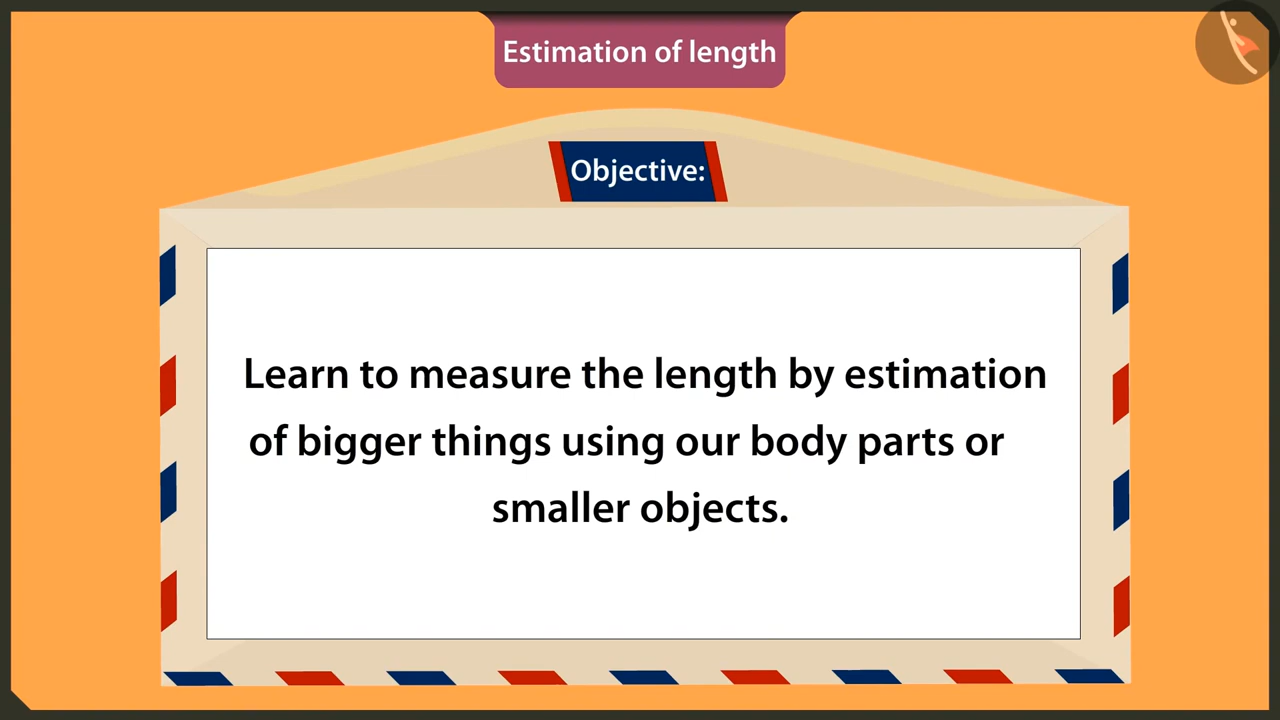 Estimation of length
Objective:
Learn to measure the length by estimation
of bigger things using our body parts or
smaller objects.